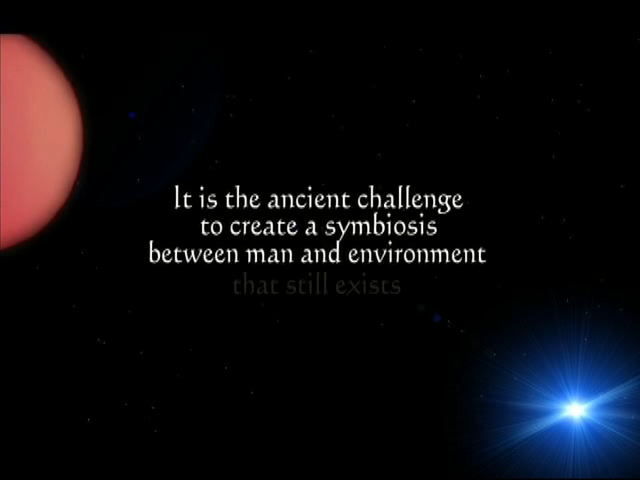 It is the ancient challenge
to create a symbiosis
between man and environment
that still exists